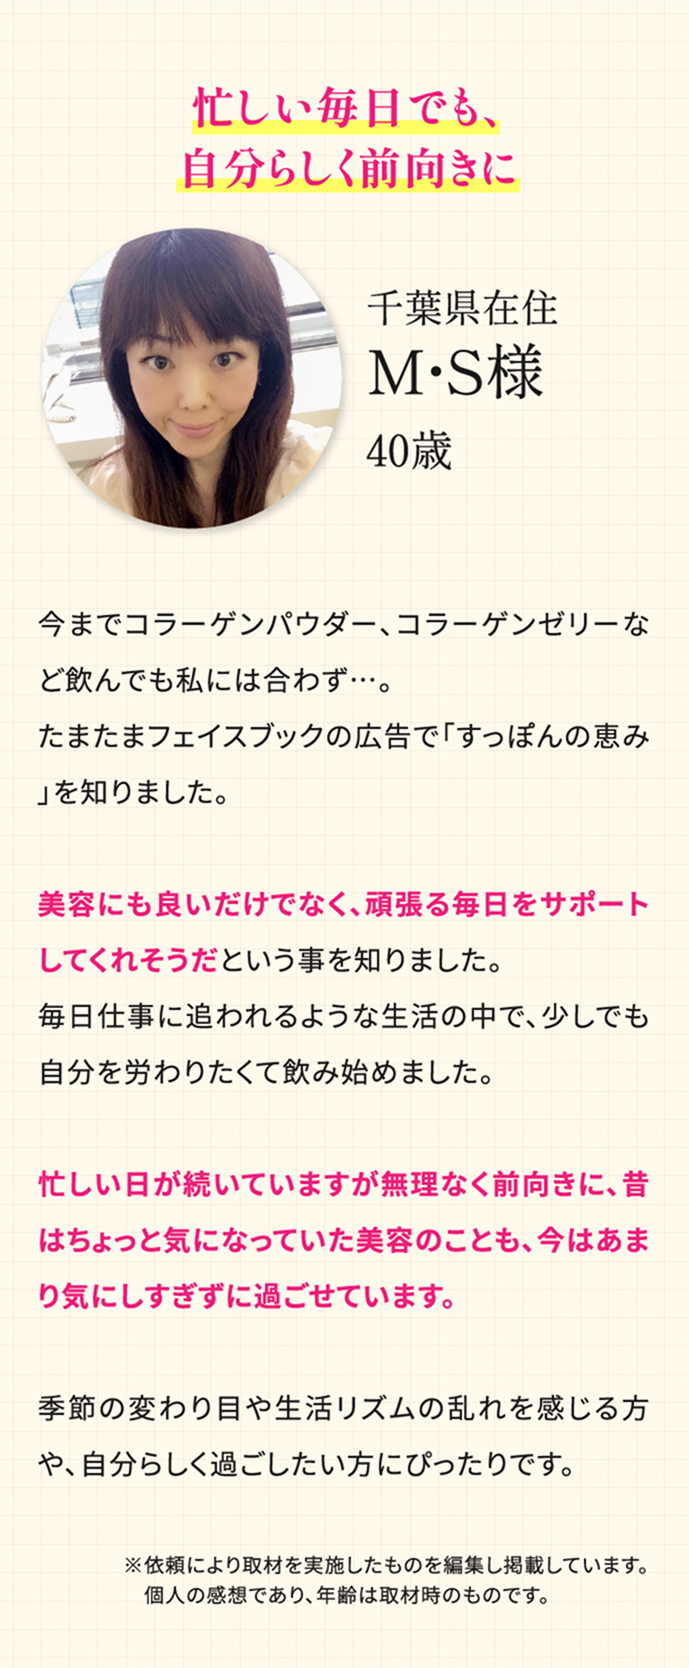 忙しい毎日でも、
自分らしく前向きに
千葉県在住
M・S様
40歳
今までコラーゲンパウダー、コラーゲンゼリーな
ど飲んでも私には合わず…。
たまたまフェイスブックの広告で「すっぽんの恵み
」を知りました。
美容にも良いだけでなく、頑張る毎日をサポート
してくれそうだという事を知りました。
毎日仕事に追われるような生活の中で、少しでも
自分を労わりたくて飲み始めました。
忙しい日が続いていますが無理なく前向きに、昔
はちょっと気になっていた美容のことも、今はあま
り気にしすぎずに過ごせています。
季節の変わり目や生活リズムの乱れを感じる方
や、自分らしく過ごしたい方にぴったりです。
※依頼により取材を実施したものを編集し掲載しています。
個人の感想であり、年齢は取材時のものです。